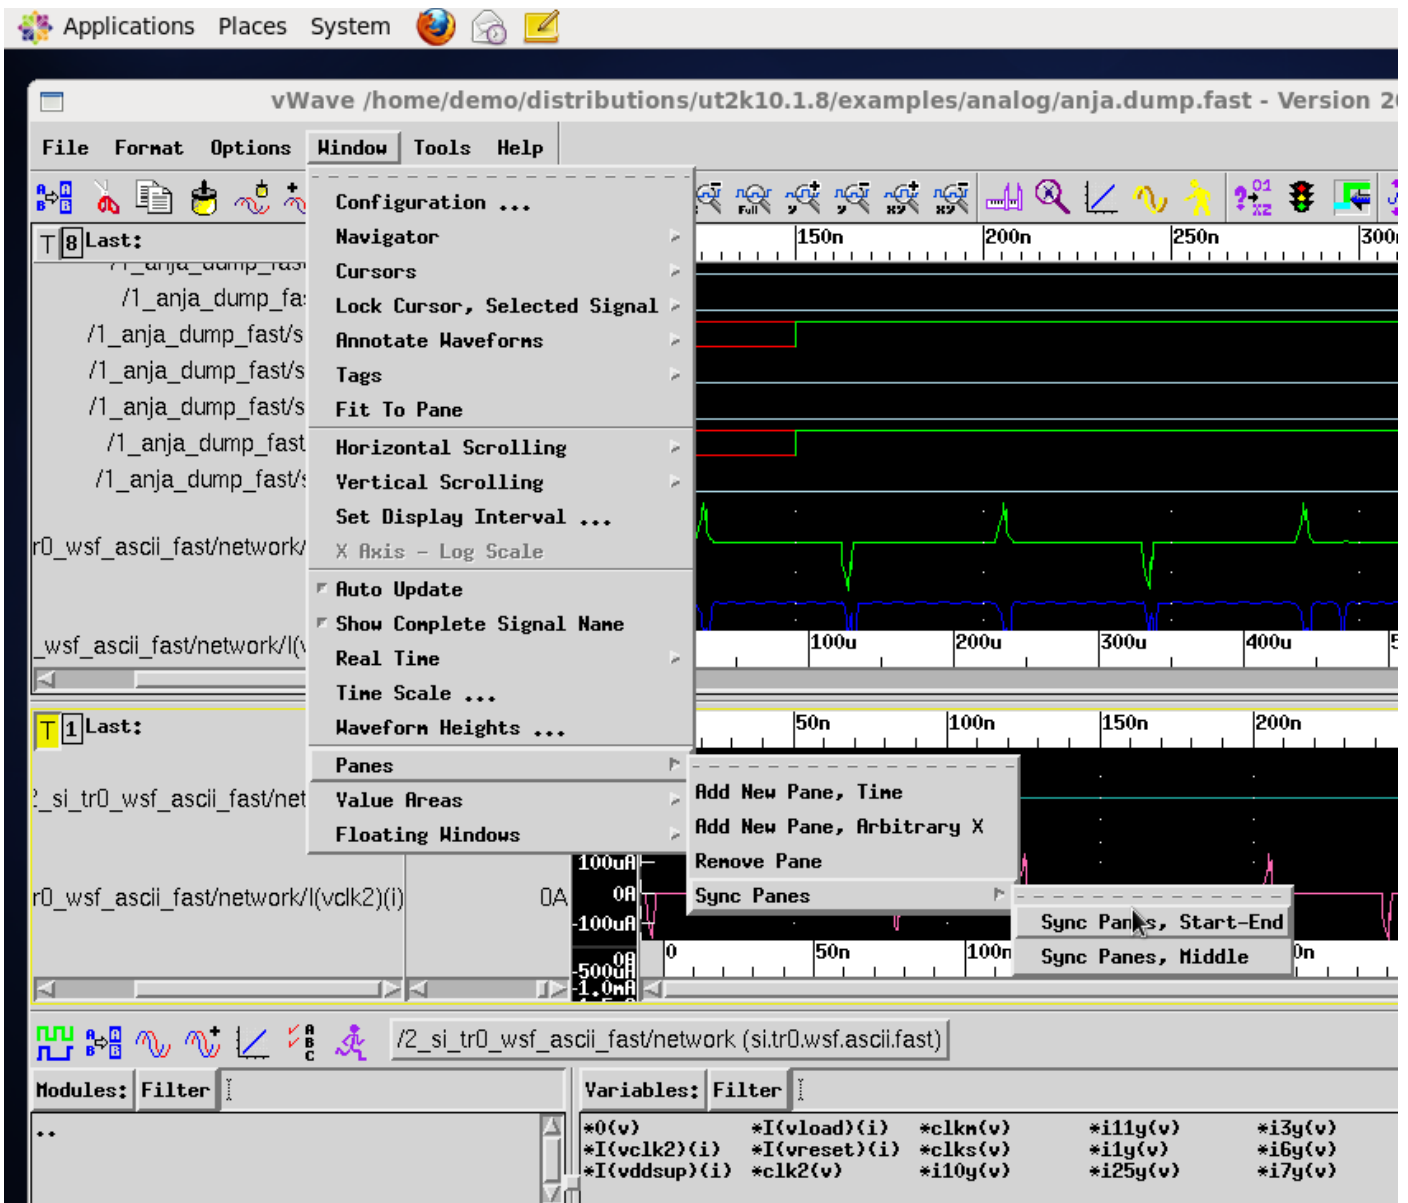 Applications Places System
vWave /home/demo/distributions/ut2k10.1.8/examples/analog/anja.dump.fast - Version
File Format Options Window Tools Help
Configuration ...
Navigator
Cursors
Lock Cursor, Selected Signal
Annotate Waveforms
Tags
Fit To Pane
Horizontal Scrolling
Vertical Scrolling
Set Display Interval ...
X Axis - Log Scale
Auto Update
Show Complete Signal Name
Real Time
Time Scale ...
Waveform Heights ...
Panes
Value Areas
Floating Windows
T 8 Last:
150n 200n 250n 300
/1_anja_dump_fas
/1_anja_dump_fast/s
/1_anja_dump_fast/s
/1_anja_dump_fast/s
/1_anja_dump_fast
/1_anja_dump_fast/s
r0_wsf_ascii_fast/network/
_wsf_ascii_fast/network/I(v
100u 200u 300u 400u
T 1 Last:
50n 100n 150n 200n
2_si_tr0_wsf_ascii_fast/net
Add New Pane, Time
Add New Pane, Arbitrary X
Remove Pane
Sync Panes
Sync Panes, Start-End
Sync Panes, Middle
r0_wsf_ascii_fast/network/I(vclk2)(i) 0A
100uA
0A
-100uA
0A
-500uA
-1.0mA
0 50n 100n 0n
/2_si_tr0_wsf_ascii_fast/network (si.tr0.wsf.ascii.fast)
Modules: Filter
..
Variables: Filter
*0(v) *I(vload)(i) *clkm(v) *i11y(v) *i3y(v)
*I(vclk2)(i) *I(vreset)(i) *clks(v) *i1y(v) *i6y(v)
*I(vddsup)(i) *clk2(v) *i10y(v) *i25y(v) *i7y(v)